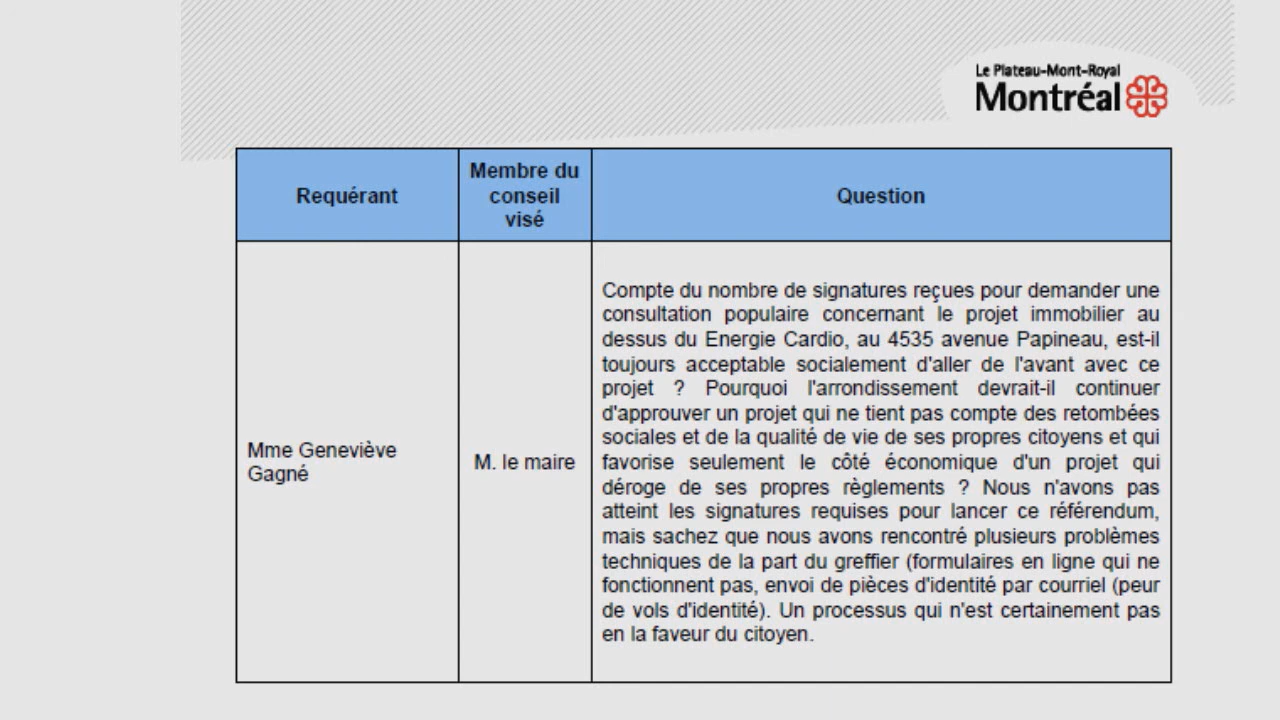 Le Plateau-Mont-Royal
Montréal
Requérant
Membre du
conseil
visé
Question
Mme Geneviève
Gagné
M. le maire
Compte du nombre de signatures reçues pour demander une
consultation populaire concernant le projet immobilier au
dessus du Energie Cardio, au 4535 avenue Papineau, est-il
toujours acceptable socialement d'aller de l'avant avec ce
projet ? Pourquoi l'arrondissement devrait-il continuer
d'approuver un projet qui ne tient pas compte des retombées
sociales et de la qualité de vie de ses propres citoyens et qui
favorise seulement le côté économique d'un projet qui
déroge de ses propres règlements ? Nous n'avons pas
atteint les signatures requises pour lancer ce référendum,
mais sachez que nous avons rencontré plusieurs problèmes
techniques de la part du greffier (formulaires en ligne qui ne
fonctionnent pas, envoi de pièces d'identité par courriel (peur
de vols d'identité). Un processus qui n'est certainement pas
en la faveur du citoyen.